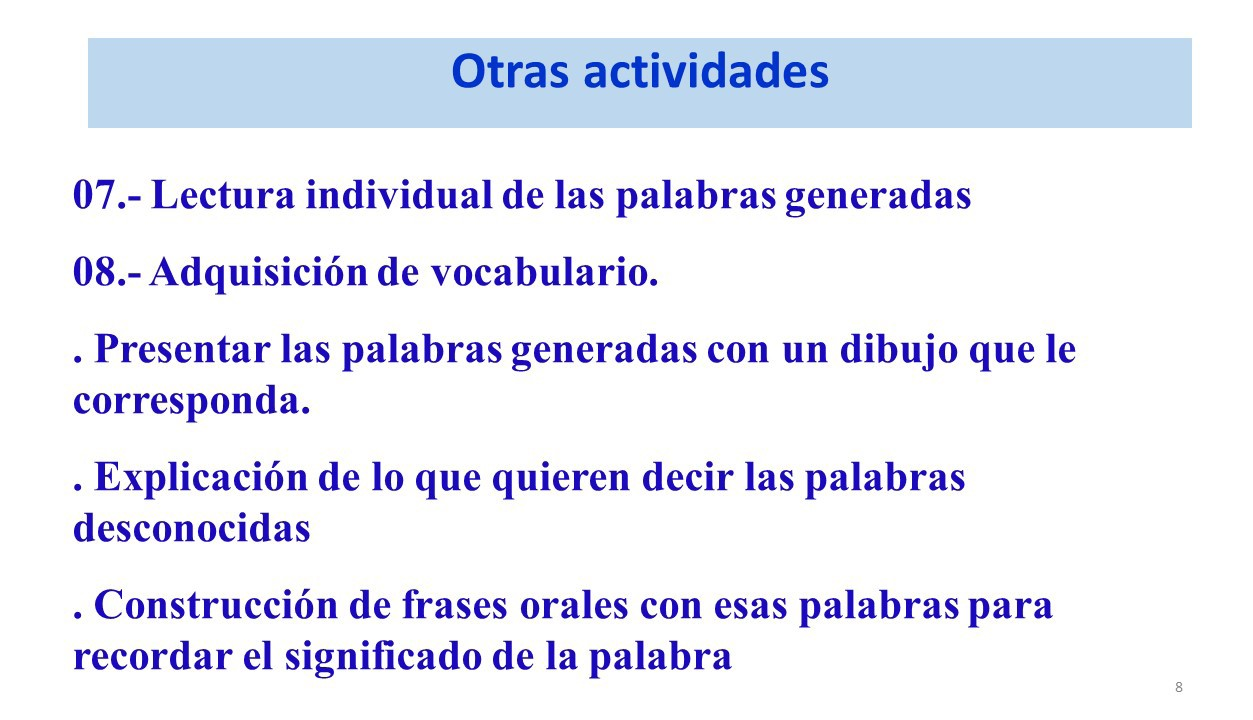 Otras actividades
07.- Lectura individual de las palabras generadas
08.- Adquisición de vocabulario.
. Presentar las palabras generadas con un dibujo que le
corresponda.
. Explicación de lo que quieren decir las palabras
desconocidas
. Construcción de frases orales con esas palabras para
recordar el significado de la palabra
8